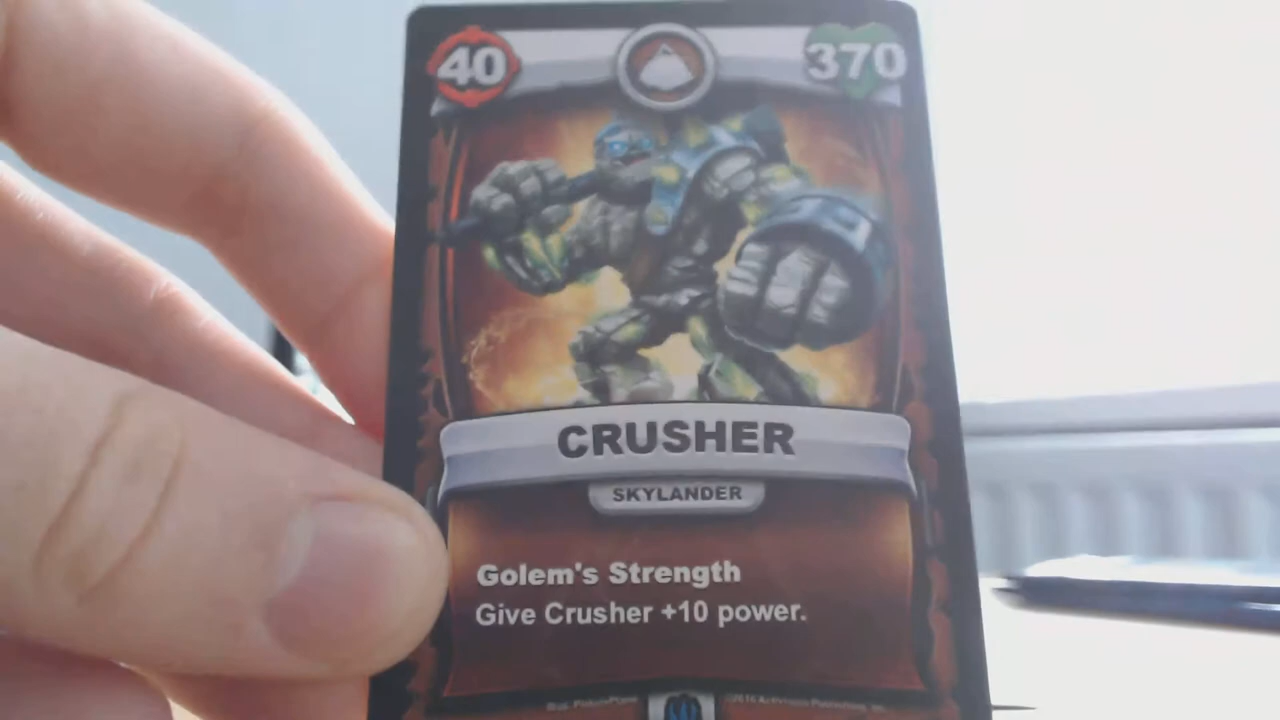 40 370
CRUSHER
SKYLANDER
Golem's Strength
Give Crusher +10 power.